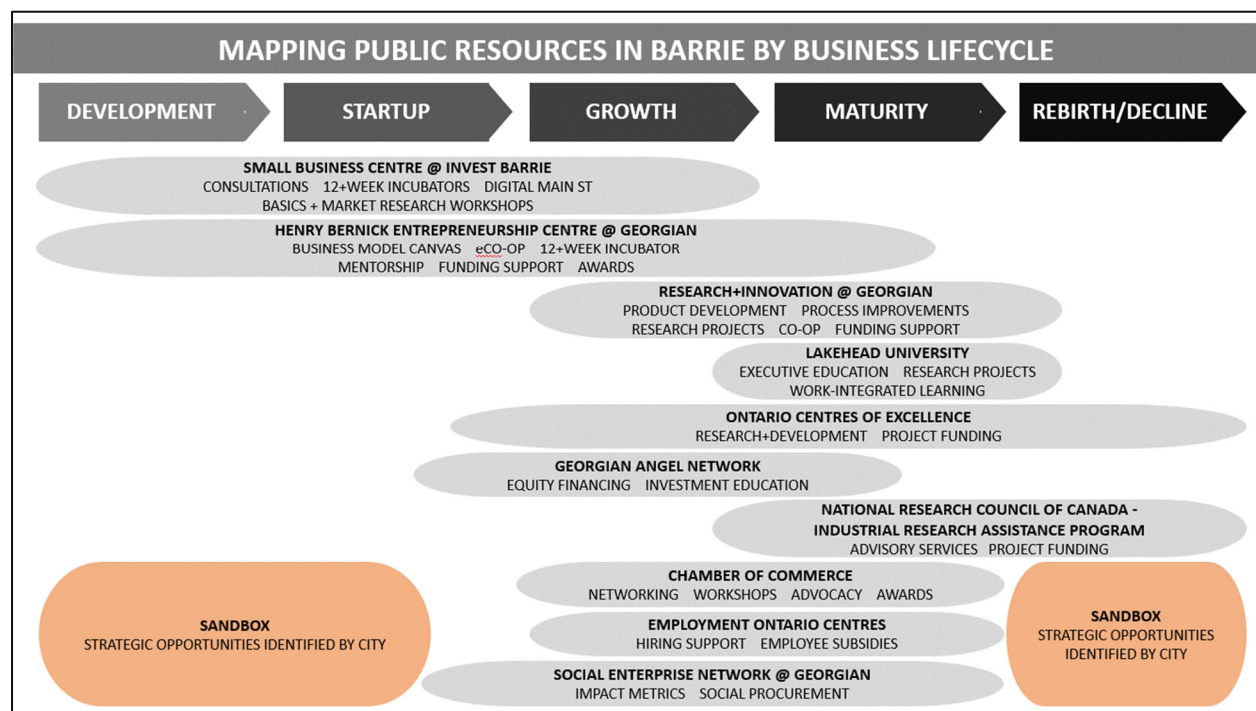 MAPPING PUBLIC RESOURCES IN BARRIE BY BUSINESS LIFECYCLE
DEVELOPMENT
STARTUP
GROWTH
MATURITY
REBIRTH/DECLINE
SMALL BUSINESS CENTRE @ INVEST BARRIE
CONSULTATIONS 12+WEEK INCUBATORS DIGITAL MAIN ST
BASICS + MARKET RESEARCH WORKSHOPS
HENRY BERNICK ENTREPRENEURSHIP CENTRE @ GEORGIAN
BUSINESS MODEL CANVAS eCO-OP 12+WEEK INCUBATOR
MENTORSHIP FUNDING SUPPORT AWARDS
RESEARCH+INNOVATION @ GEORGIAN
PRODUCT DEVELOPMENT PROCESS IMPROVEMENTS
RESEARCH PROJECTS CO-OP FUNDING SUPPORT
LAKEHEAD UNIVERSITY
EXECUTIVE EDUCATION RESEARCH PROJECTS
WORK-INTEGRATED LEARNING
ONTARIO CENTRES OF EXCELLENCE
RESEARCH+DEVELOPMENT PROJECT FUNDING
GEORGIAN ANGEL NETWORK
EQUITY FINANCING INVESTMENT EDUCATION
NATIONAL RESEARCH COUNCIL OF CANADA -
INDUSTRIAL RESEARCH ASSISTANCE PROGRAM
ADVISORY SERVICES PROJECT FUNDING
SANDBOX
STRATEGIC OPPORTUNITIES IDENTIFIED BY CITY
CHAMBER OF COMMERCE
NETWORKING WORKSHOPS ADVOCACY AWARDS
EMPLOYMENT ONTARIO CENTRES
HIRING SUPPORT EMPLOYEE SUBSIDIES
SOCIAL ENTERPRISE NETWORK @ GEORGIAN
IMPACT METRICS SOCIAL PROCUREMENT
SANDBOX
STRATEGIC OPPORTUNITIES
IDENTIFIED BY CITY